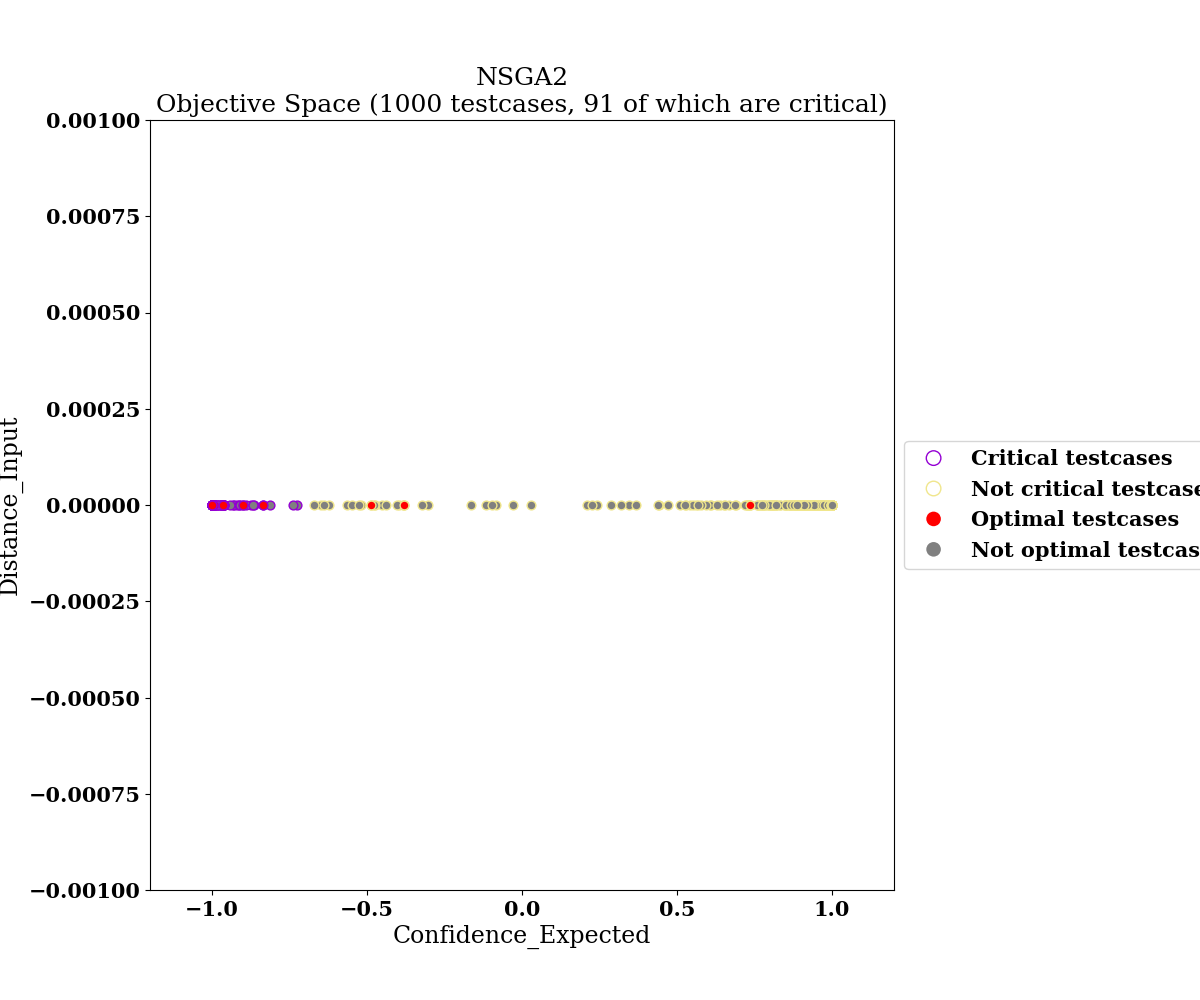 NSGA2
Objective Space (1000 testcases, 91 of which are critical)
0.00100
0.00075
0.00050
0.00025
0.00000
−0.00025
−0.00050
−0.00075
−0.00100
Distance_Input
−1.0 −0.5 0.0 0.5 1.0
Confidence_Expected
Critical testcases
Not critical testcase
Optimal testcases
Not optimal testcas